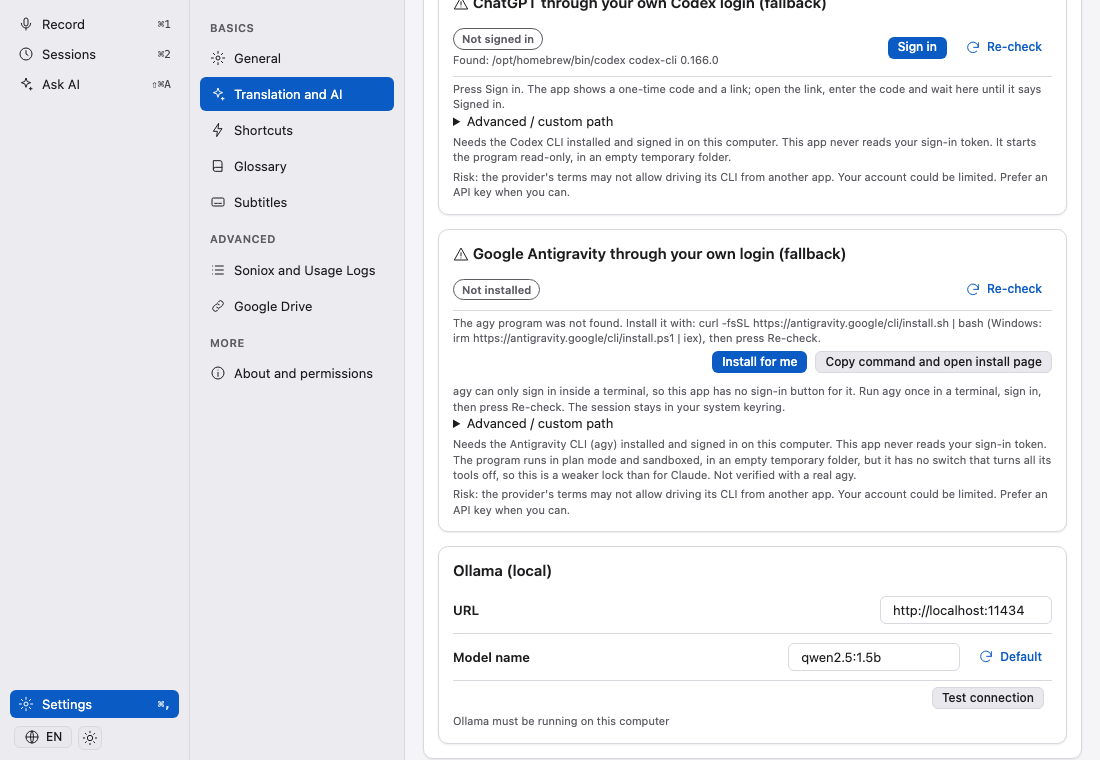 Record ⌘1
Sessions ⌘2
Ask AI ⇧⌘A
Settings ⌘,
EN
BASICS
General
Translation and AI
Shortcuts
Glossary
Subtitles
ADVANCED
Soniox and Usage Logs
Google Drive
MORE
About and permissions
ChatGPT through your own Codex login (fallback)
Not signed in
Sign in
Re-check
Found: /opt/homebrew/bin/codex codex-cli 0.166.0
Press Sign in. The app shows a one-time code and a link; open the link, enter the code and wait here until it says
Signed in.
Advanced / custom path
Needs the Codex CLI installed and signed in on this computer. This app never reads your sign-in token. It starts
the program read-only, in an empty temporary folder.
Risk: the provider's terms may not allow driving its CLI from another app. Your account could be limited. Prefer an
API key when you can.
Google Antigravity through your own login (fallback)
Not installed
Re-check
The agy program was not found. Install it with: curl -fsSL https://antigravity.google/cli/install.sh | bash (Windows:
irm https://antigravity.google/cli/install.ps1 | iex), then press Re-check.
Install for me
Copy command and open install page
agy can only sign in inside a terminal, so this app has no sign-in button for it. Run agy once in a terminal, sign in,
then press Re-check. The session stays in your system keyring.
Advanced / custom path
Needs the Antigravity CLI (agy) installed and signed in on this computer. This app never reads your sign-in token.
The program runs in plan mode and sandboxed, in an empty temporary folder, but it has no switch that turns all its
tools off, so this is a weaker lock than for Claude. Not verified with a real agy.
Risk: the provider's terms may not allow driving its CLI from another app. Your account could be limited. Prefer an
API key when you can.
Ollama (local)
URL
http://localhost:11434
Model name
qwen2.5:1.5b
Default
Test connection
Ollama must be running on this computer